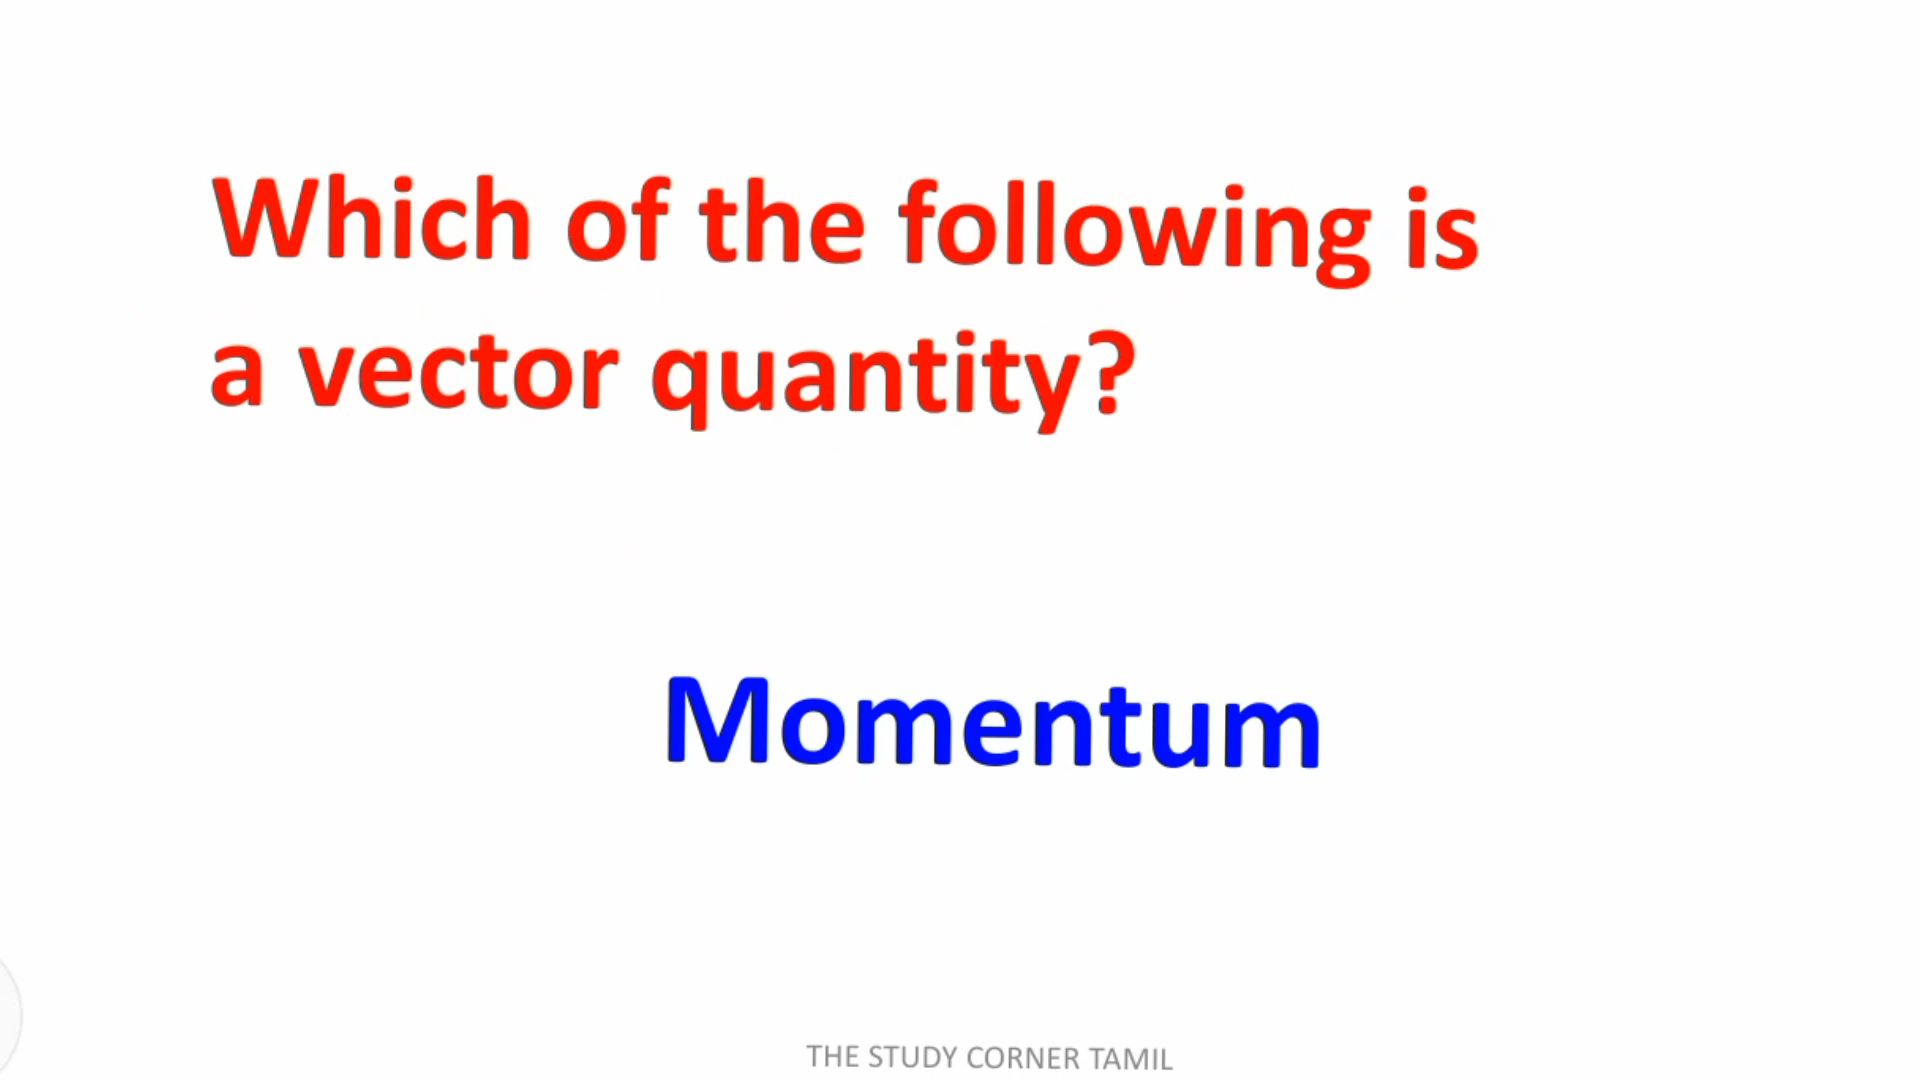 Which of the following is
a vector quantity?
Momentum
THE STUDY CORNER TAMIL